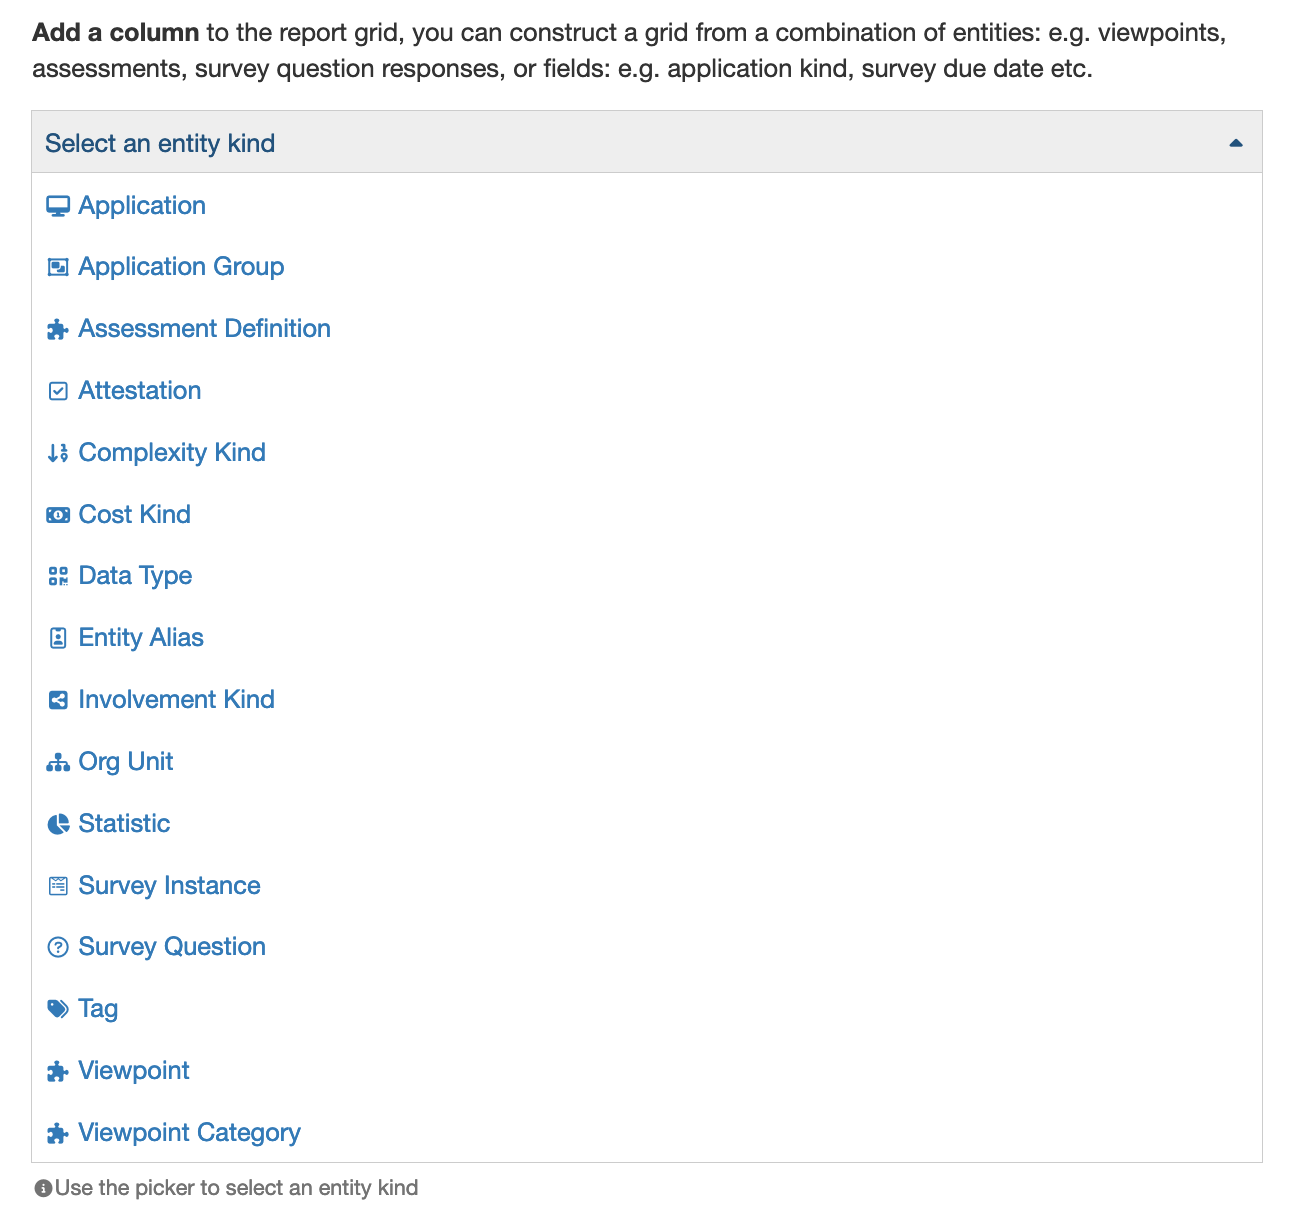 Add a column to the report grid, you can construct a grid from a combination of entities: e.g. viewpoints,
assessments, survey question responses, or fields: e.g. application kind, survey due date etc.
Select an entity kind
Application
Application Group
Assessment Definition
Attestation
Complexity Kind
Cost Kind
Data Type
Entity Alias
Involvement Kind
Org Unit
Statistic
Survey Instance
Survey Question
Tag
Viewpoint
Viewpoint Category
Use the picker to select an entity kind